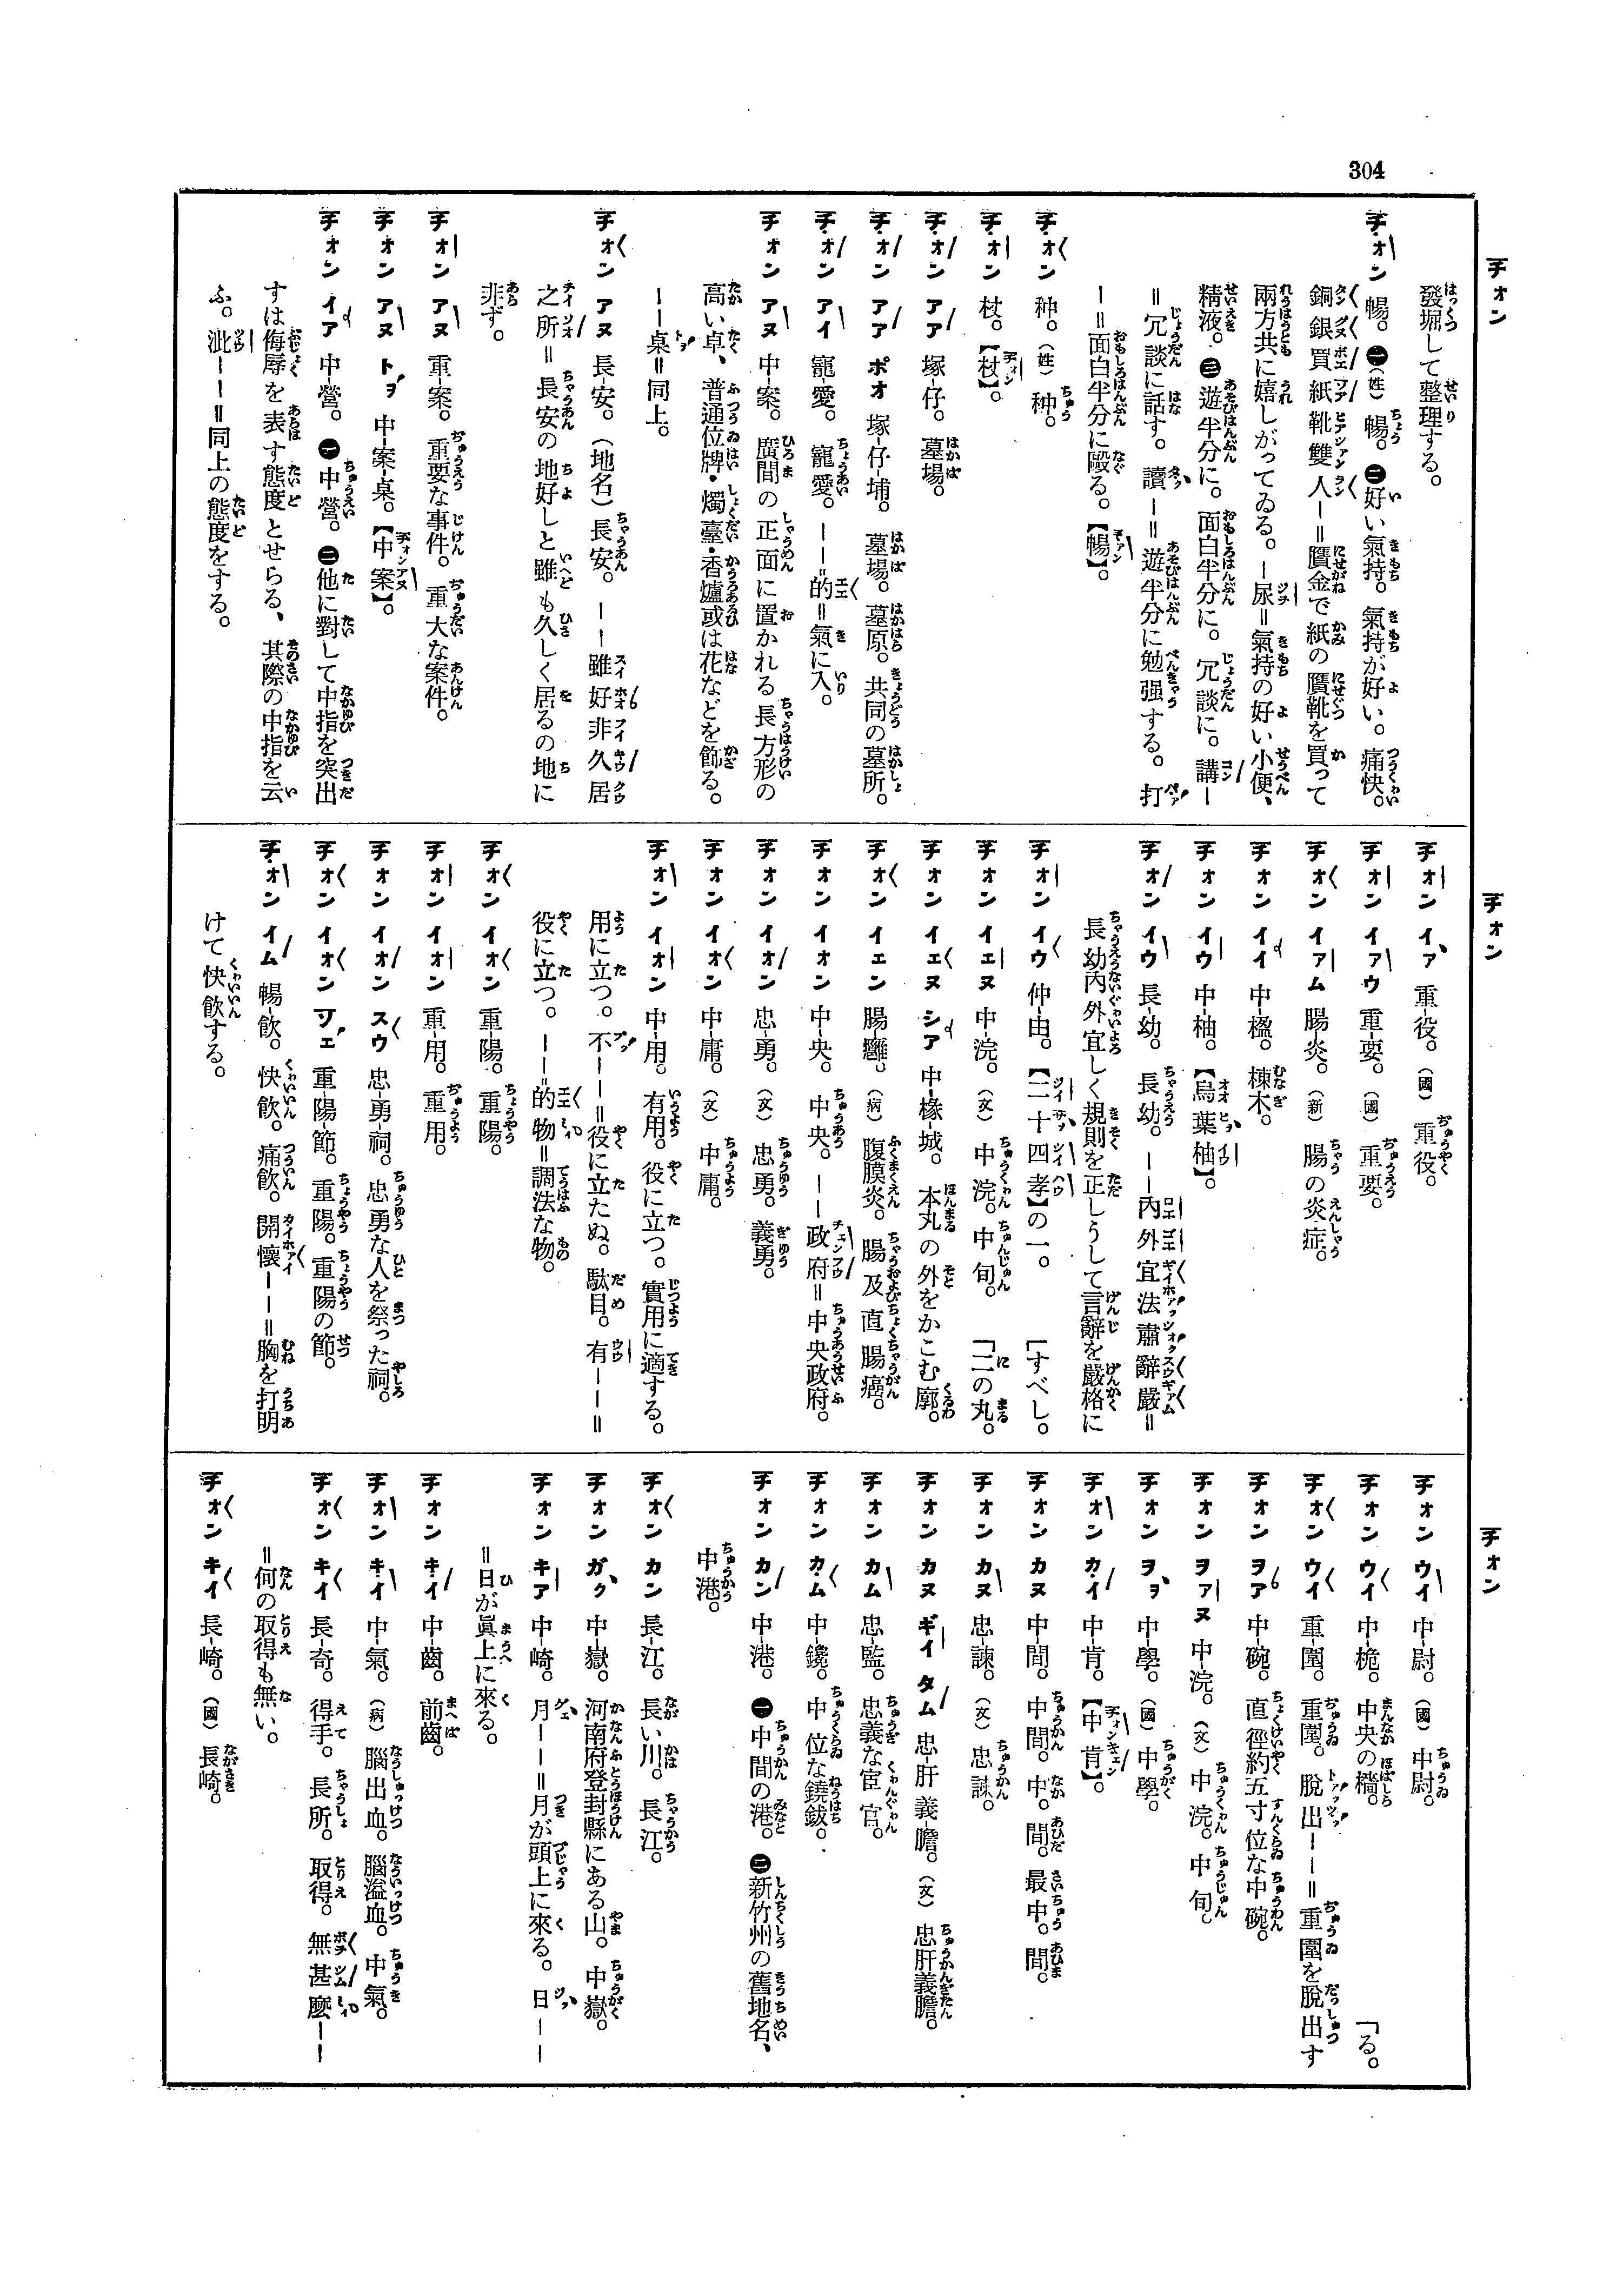 304
チオン
發掘して整理する。
チオン 暢。㊀（姓）暢。㊁好い氣持。氣持が好い。痛快。
銅銀買紙靴雙人＝贋金で紙の贋靴を買って
兩方共に嬉しがってゐる。－尿＝氣持の好い小便、
精液。㊂遊半分に。面白半分に。冗談に。講－
＝冗談に話す。讀－＝遊半分に勉强する。打
－＝面白半分に毆る。【暢】。
チオン 种。（姓）种。
チオン 杖。【杖】。
チオン アア 塚-仔。墓場。
チオン アア ポオ 塚-仔-埔。墓場。墓原。共同の墓所。
チオン アイ 寵-愛。寵愛。－－＝的＝氣に入。
チオン アヌ 中-案。廣間の正面に置かれる長方形の
高い卓、普通位牌・燭臺・香爐或は花などを飾る。
－－桌＝同上。
チオン アヌ 長-安。（地名）長安。－－雖好非久居
之所＝長安の地好しと雖も久しく居るの地に
非ず。
チオン アヌ 重-案。重要な事件。重大な案件。
チオン アヌ トヲ 中-案-桌。【中案】。
チオン イア 中-營。㊀中營。㊁他に對して中指を突出
すは侮辱を表す態度とせらる、其際の中指を云
ふ。泚－－＝同上の態度をする。
チオン
チオン イア 重-役。（國）重役。
チオン イアウ 重-要。（國）重要。
チオン イアム 腸炎。（新）腸の炎症。
チオン イイ 中-楹。棟木。
チオン イウ 中-柚。【烏葉柚】。
チオン イウ 長-幼。長幼。－－內外宜法肅辭嚴＝
長幼內外宜しく規則を正しうして言辭を嚴格に
チオン イウ 仲-由。【二十四孝】の一。［すべし。
チオン イエヌ 中-浣。（文）中浣。中旬。［二の丸。
チオン イエヌ シア 中-椽-城。本丸の外をかこむ廓。
チオン イエン 腸-癰。（病）腹膜炎。腸及直腸癌。
チオン イオン 中-央。中央。－－政府＝中央政府。
チオン イオン 忠-勇。（文）忠勇。義勇。
チオン イオン 中-庸。（文）中庸。
チオン イオン 中-用。有用。役に立つ。實用に適する。
用に立つ。不－－＝役に立たぬ。駄目。有－－＝
役に立つ。－－＝的物＝調法な物。
チオン イオン 重-陽。重陽。
チオン イオン 重-用。重用。
チオン イオン スウ 忠-勇-祠。忠勇な人を祭った祠。
チオン イオン ツエ 重-陽-節。重陽。重陽の節。
チオン イム 暢-飮。快飮。痛飮。開懷－－＝胸を打明
けて快飮する。
チオン
チオン ウイ 中-尉。（國）中尉。
チオン ウイ 中-桅。中央の檣。［る。
チオン ウイ 重-圍。重圍。脫出－－＝重圍を脫出す
チオン ヲア 中-碗。直徑約五寸位な中碗。
チオン ヲアヌ 中-浣。（文）中浣。中旬。
チオン ヲヲ 中-學。（國）中學。
チオン カイ 中-肯。【中肯】。
チオン カヌ 中-間。中間。中。間。最中。間。
チオン カヌ 忠-諫。（文）忠諫。
チオン カヌ ギイ タム 忠-肝 義-膽。（文）忠肝義膽。
チオン カム 忠-監。忠義な宦官。
チオン カム 中-鑱。中位な鐃鈸。
チオン カン 中-港。㊀中間の港。㊁新竹州の舊地名、
中港。
チオン カン 長-江。長い川。長江。
チオン ガク 中-嶽。河南府登封縣にある山。中嶽。
チオン キア 中-崎。月－－＝月が頭上に來る。日－－
＝日が眞上に來る。
チオン キイ 中-齒。前齒。
チオン キイ 中-氣。（病）腦出血。腦溢血。中氣。
チオン キイ 長-奇。得手。長所。取得。無甚麼－－
＝何の取得も無い。
チオン キイ 長-崎。（國）長崎。